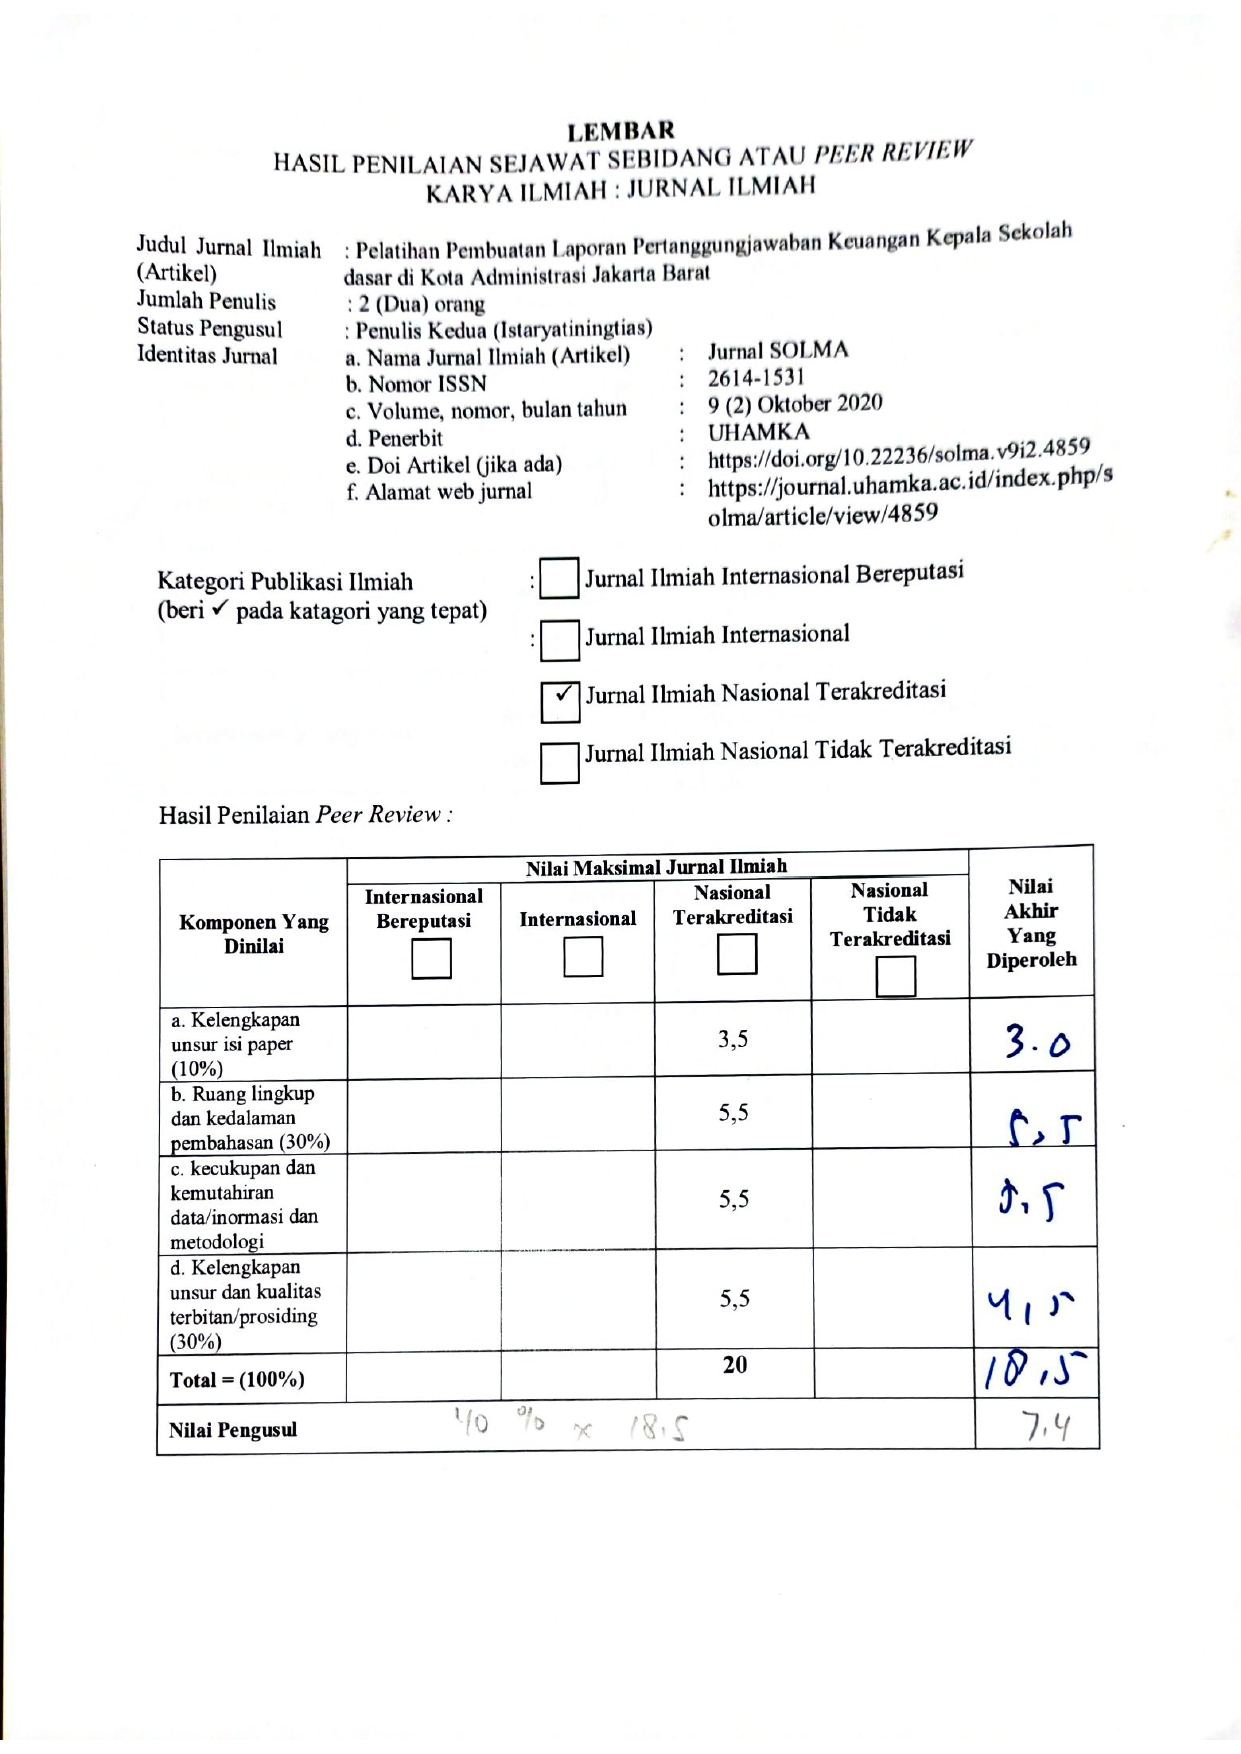 LEMBAR
HASIL PENILAIAN SEJAWAT SEBIDANG ATAU PEER REVIEW
KARYA ILMIAH : JURNAL ILMIAH
Judul Jurnal Ilmiah (Artikel) : Pelatihan Pembuatan Laporan Pertanggungjawaban Keuangan Kepala Sekolah
dasar di Kota Administrasi Jakarta Barat
Jumlah Penulis : 2 (Dua) orang
Status Pengusul : Penulis Kedua (Istaryatiningtias)
Identitas Jurnal a. Nama Jurnal Ilmiah (Artikel) : Jurnal SOLMA
b. Nomor ISSN : 2614-1531
c. Volume, nomor, bulan tahun : 9 (2) Oktober 2020
d. Penerbit : UHAMKA
e. Doi Artikel (jika ada) : https://doi.org/10.22236/solma.v9i2.4859
f. Alamat web jurnal : https://journal.uhamka.ac.id/index.php/s
olma/article/view/4859
Kategori Publikasi Ilmiah : Jurnal Ilmiah Internasional Bereputasi
(beri ✓ pada katagori yang tepat)
: Jurnal Ilmiah Internasional
✓ Jurnal Ilmiah Nasional Terakreditasi
Jurnal Ilmiah Nasional Tidak Terakreditasi
Hasil Penilaian Peer Review :
Komponen Yang
Dinilai
Nilai Maksimal Jurnal Ilmiah
Internasional
Bereputasi
Internasional
Nasional
Terakreditasi
Nasional
Tidak
Terakreditasi
Nilai
Akhir
Yang
Diperoleh
a. Kelengkapan
unsur isi paper
(10%)
3,5
3.0
b. Ruang lingkup
dan kedalaman
pembahasan (30%)
5,5
5,5
c. kecukupan dan
kemutahiran
data/inormasi dan
metodologi
5,5
5,5
d. Kelengkapan
unsur dan kualitas
terbitan/prosiding
(30%)
5,5
4,5
Total = (100%)
20
18,5
Nilai Pengusul 40 % x 18.5 7.4